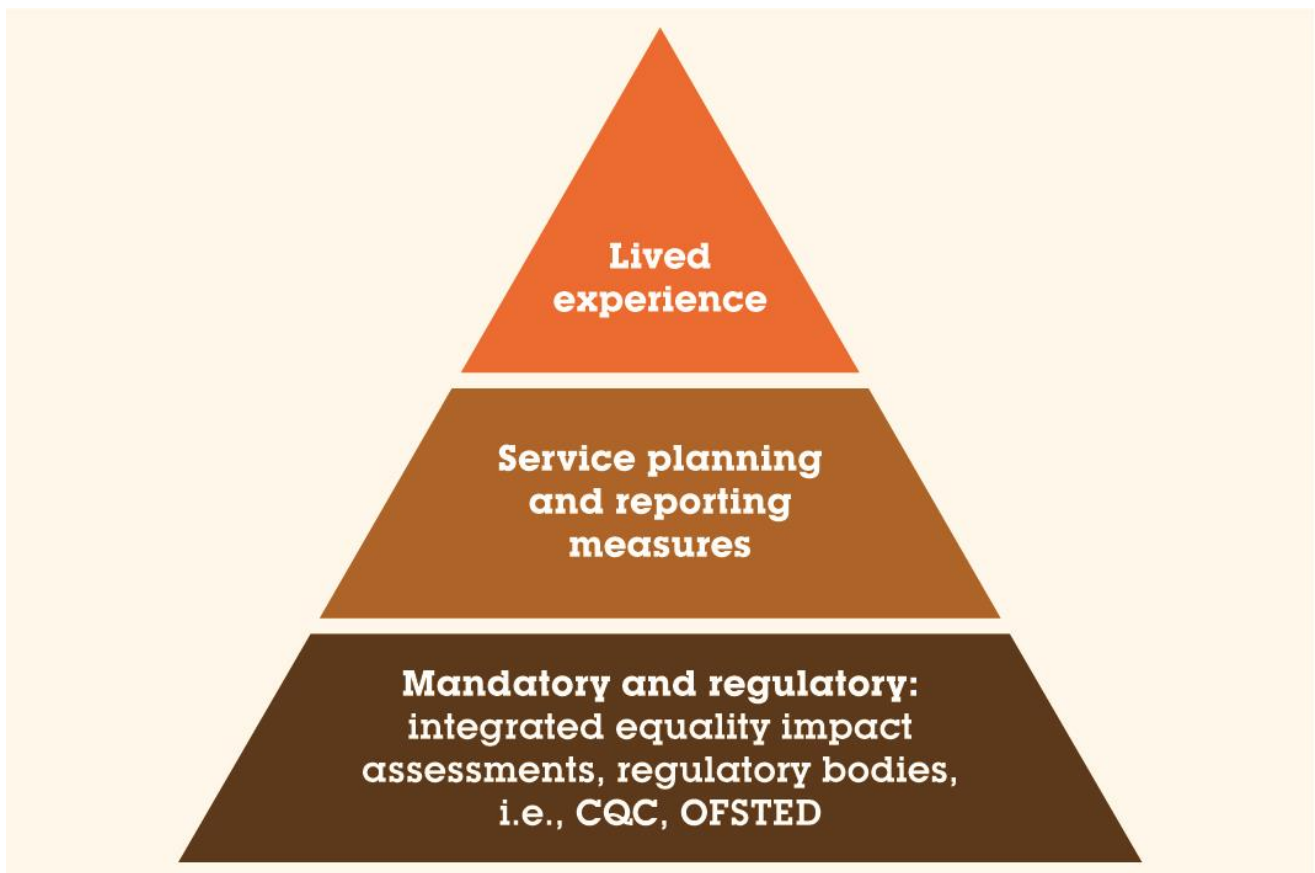 Lived
experience
Service planning
and reporting
measures
Mandatory and regulatory:
integrated equality impact
assessments, regulatory bodies,
i.e., CQC, OFSTED